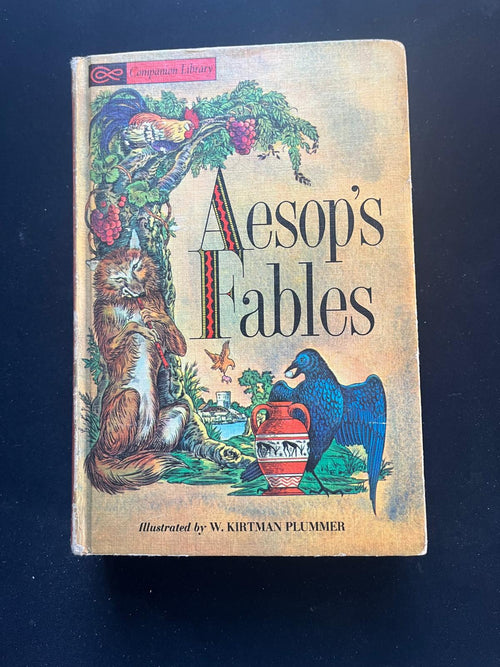 Companion Library
Aesop's
Fables
Illustrated by W. KIRTMAN PLUMMER